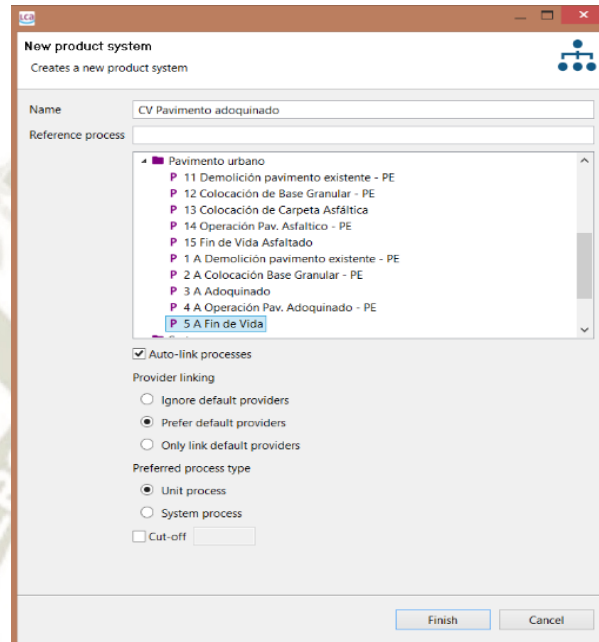 LCA
New product system
Creates a new product system
Name CV Pavimento adoquinado
Reference process
Pavimento urbano
P 11 Demolición pavimento existente - PE
P 12 Colocación de Base Granular - PE
P 13 Colocación de Carpeta Asfáltica
P 14 Operación Pav. Asfaltico - PE
P 15 Fin de Vida Asfaltado
P 1 A Demolición pavimento existente - PE
P 2 A Colocación Base Granular - PE
P 3 A Adoquinado
P 4 A Operación Pav. Adoquinado - PE
P 5 A Fin de Vida
Auto-link processes
Provider linking
Ignore default providers
Prefer default providers
Only link default providers
Preferred process type
Unit process
System process
Cut-off
Finish Cancel